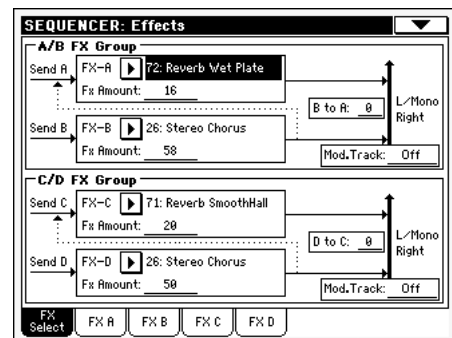 SEQUENCER: Effects
A/B FX Group
Send A FX-A 72: Reverb Wet Plate
Fx Amount: 16
B to A: 0
L/Mono
Right
Send B FX-B 26: Stereo Chorus
Fx Amount: 58
Mod.Track: Off
C/D FX Group
Send C FX-C 71: Reverb SmoothHall
Fx Amount: 20
D to C: 0
L/Mono
Right
Send D FX-D 26: Stereo Chorus
Fx Amount: 50
Mod.Track: Off
FX Select FX A FX B FX C FX D